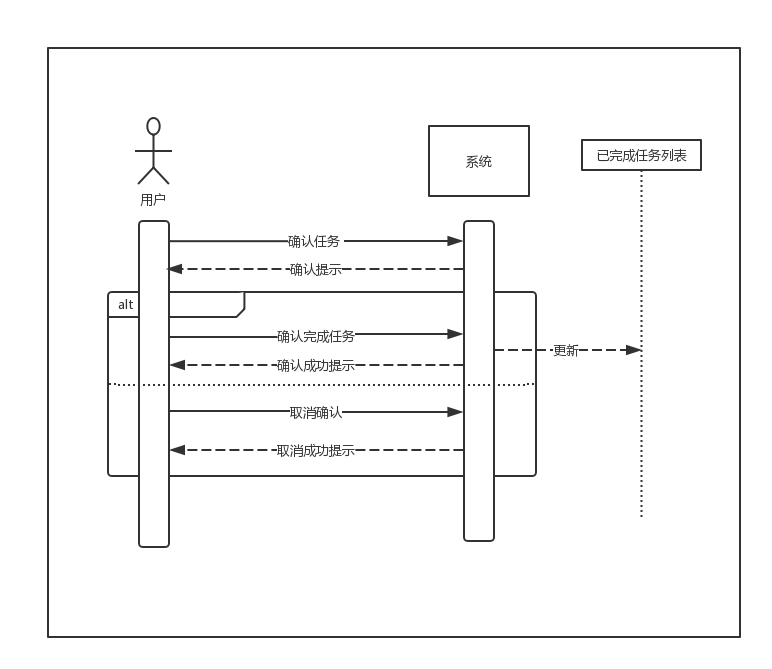 用户
系统
已完成任务列表
确认任务
确认提示
alt
确认完成任务
更新
确认成功提示
取消确认
取消成功提示